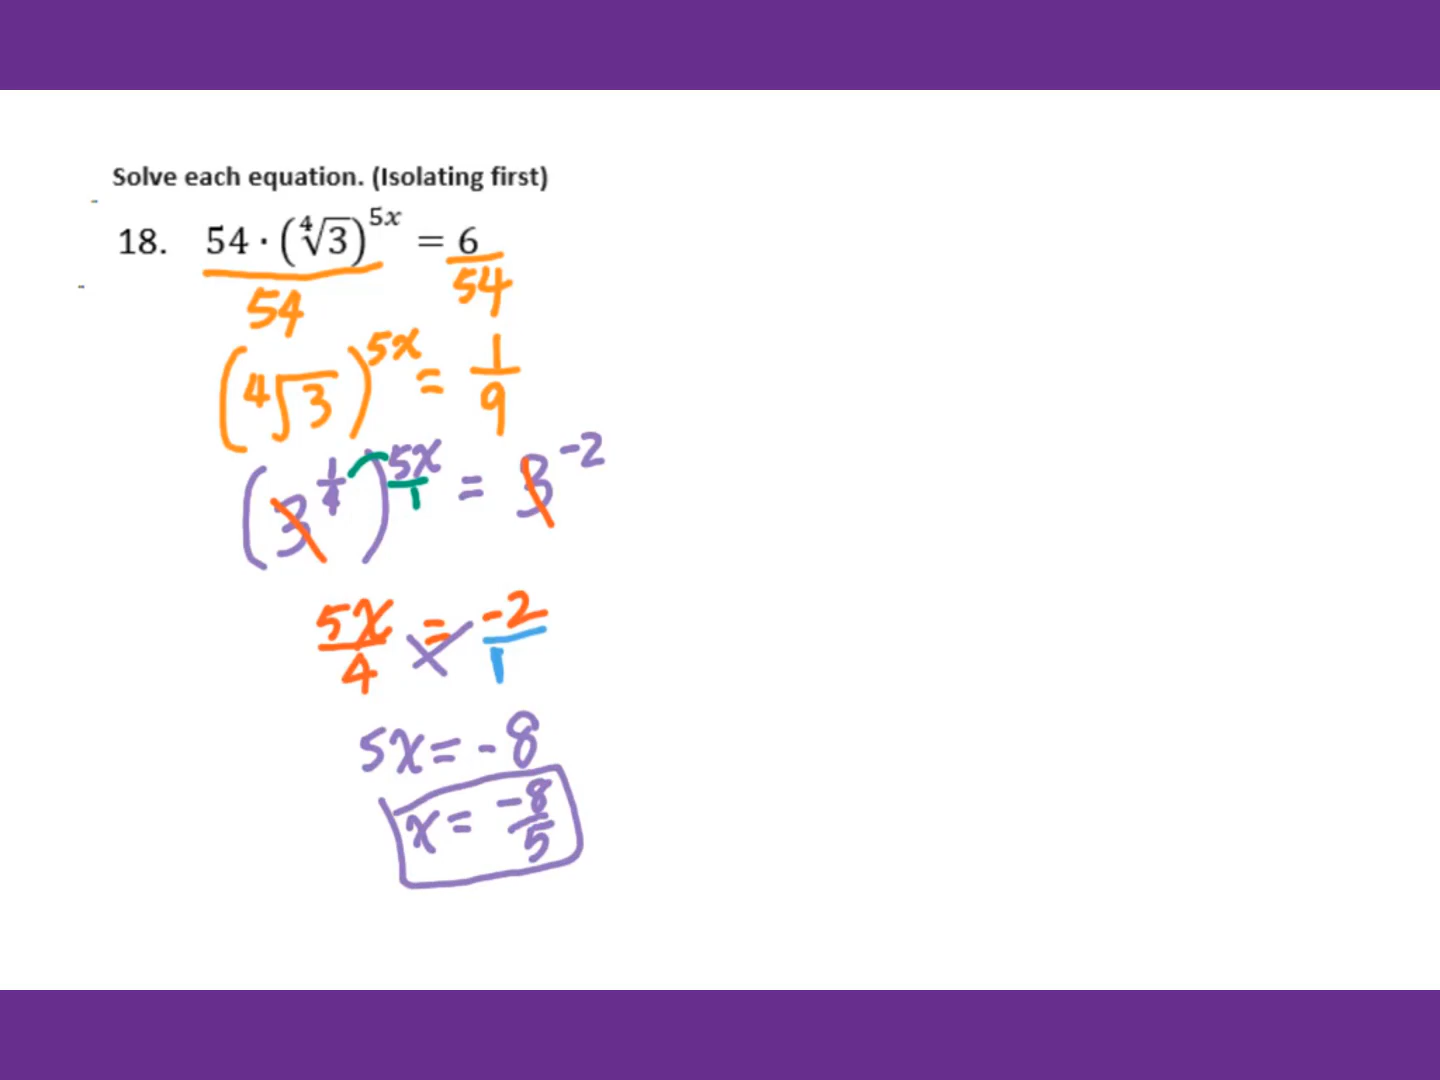 Solve each equation. (Isolating first)
18. 54 · (∜3)^5x = 6
54 54
(∜3)^5x = 1/9
(3^1/4)^5x/1 = 3^-2
5x/4 = -2/1
5x = -8
x = -8/5